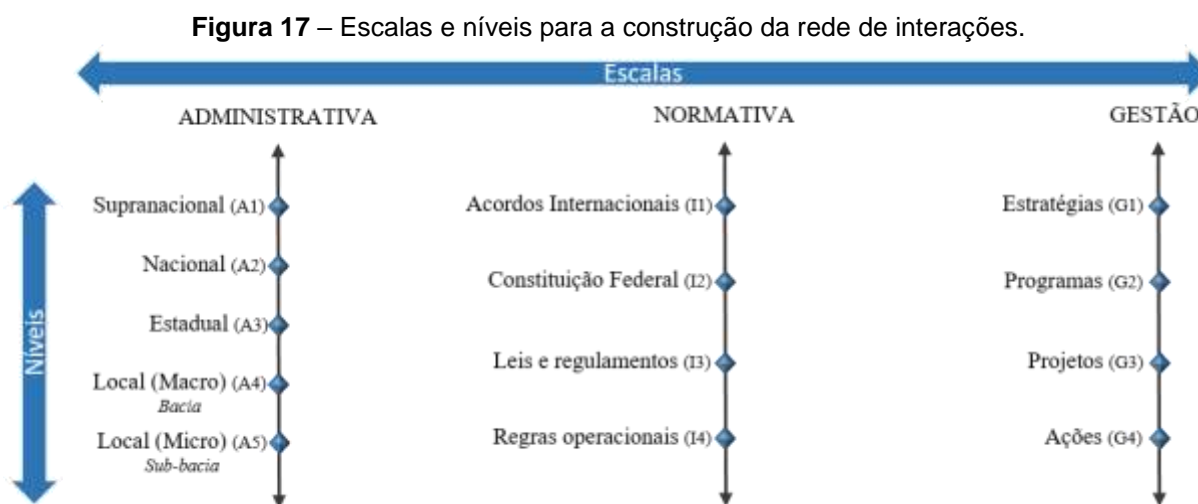 Figura 17 – Escalas e níveis para a construção da rede de interações.
Escalas
ADMINISTRATIVA
NORMATIVA
GESTÃO
Níveis
Supranacional (A1)
Nacional (A2)
Estadual (A3)
Local (Macro) (A4)
Bacia
Local (Micro) (A5)
Sub-bacia
Acordos Internacionais (I1)
Constituição Federal (I2)
Leis e regulamentos (I3)
Regras operacionais (I4)
Estratégias (G1)
Programas (G2)
Projetos (G3)
Ações (G4)